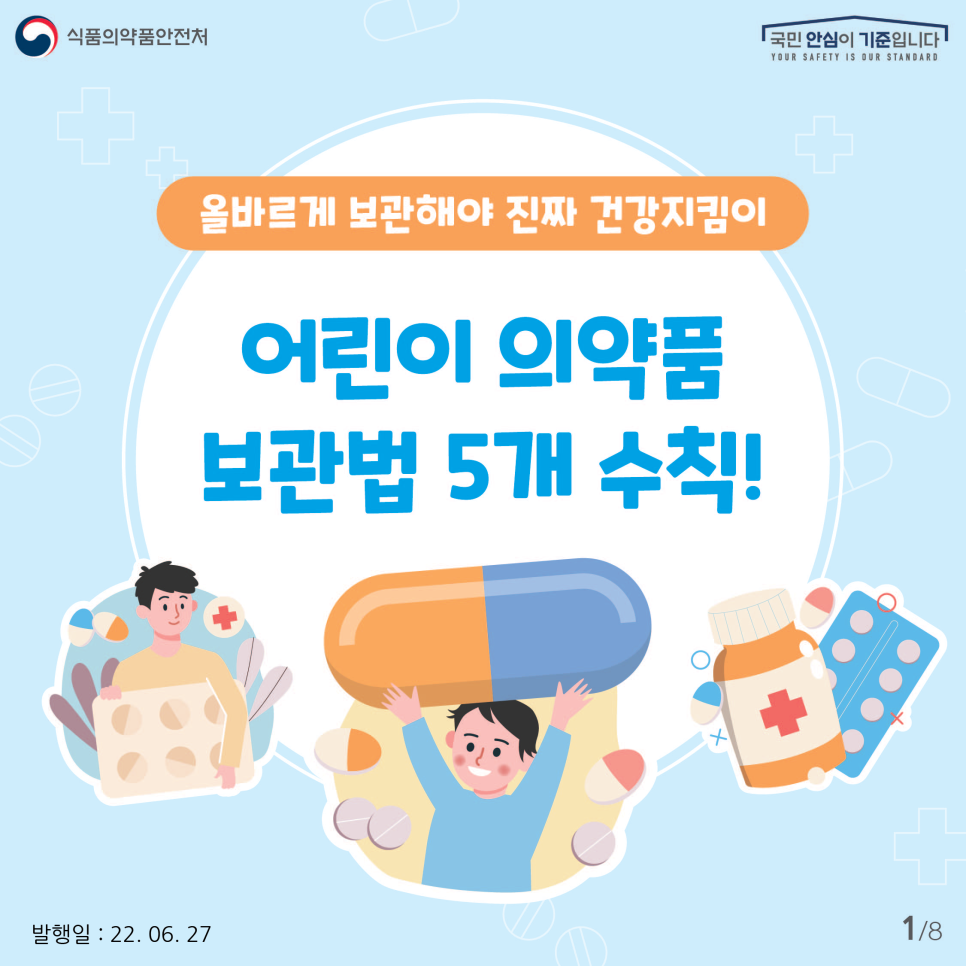 식품의약품안전처
국민 안심이 기준입니다
YOUR SAFETY IS OUR STANDARD
올바르게 보관해야 진짜 건강지킴이
어린이 의약품
보관법 5개 수칙!
발행일 : 22. 06. 27
1/8